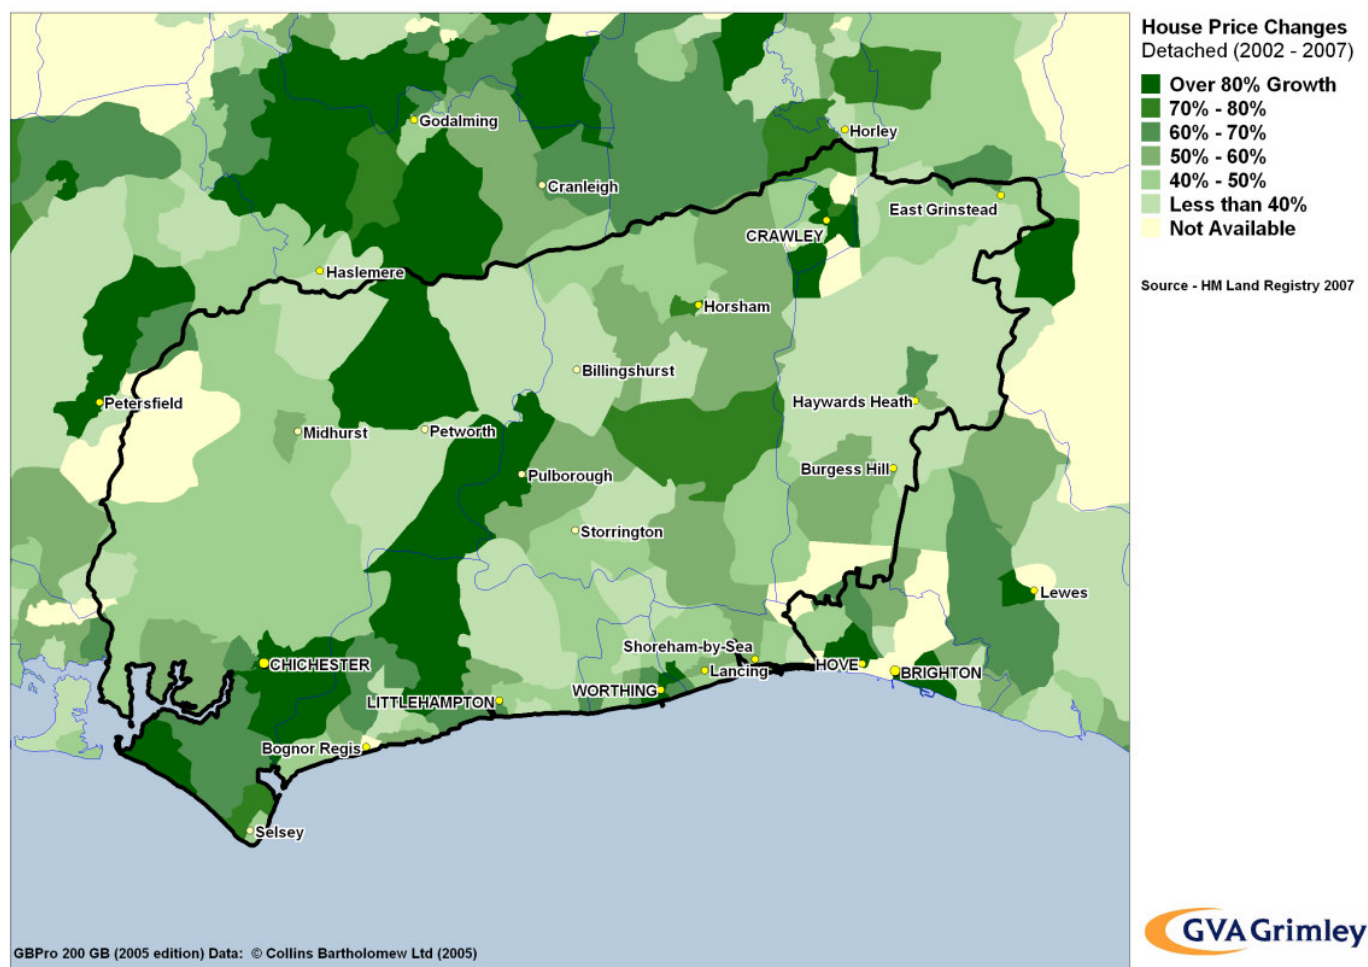 House Price Changes
Detached (2002 - 2007)
Over 80% Growth
70% - 80%
60% - 70%
50% - 60%
40% - 50%
Less than 40%
Not Available
Source - HM Land Registry 2007
Godalming
Horley
Cranleigh
East Grinstead
CRAWLEY
Haslemere
Horsham
Billingshurst
Petersfield
Haywards Heath
Midhurst
Petworth
Burgess Hill
Pulborough
Storrington
Lewes
Shoreham-by-Sea
CHICHESTER
HOVE
Lancing
BRIGHTON
WORTHING
LITTLEHAMPTON
Bognor Regis
Selsey
GVA Grimley
GBPro 200 GB (2005 edition) Data: © Collins Bartholomew Ltd (2005)